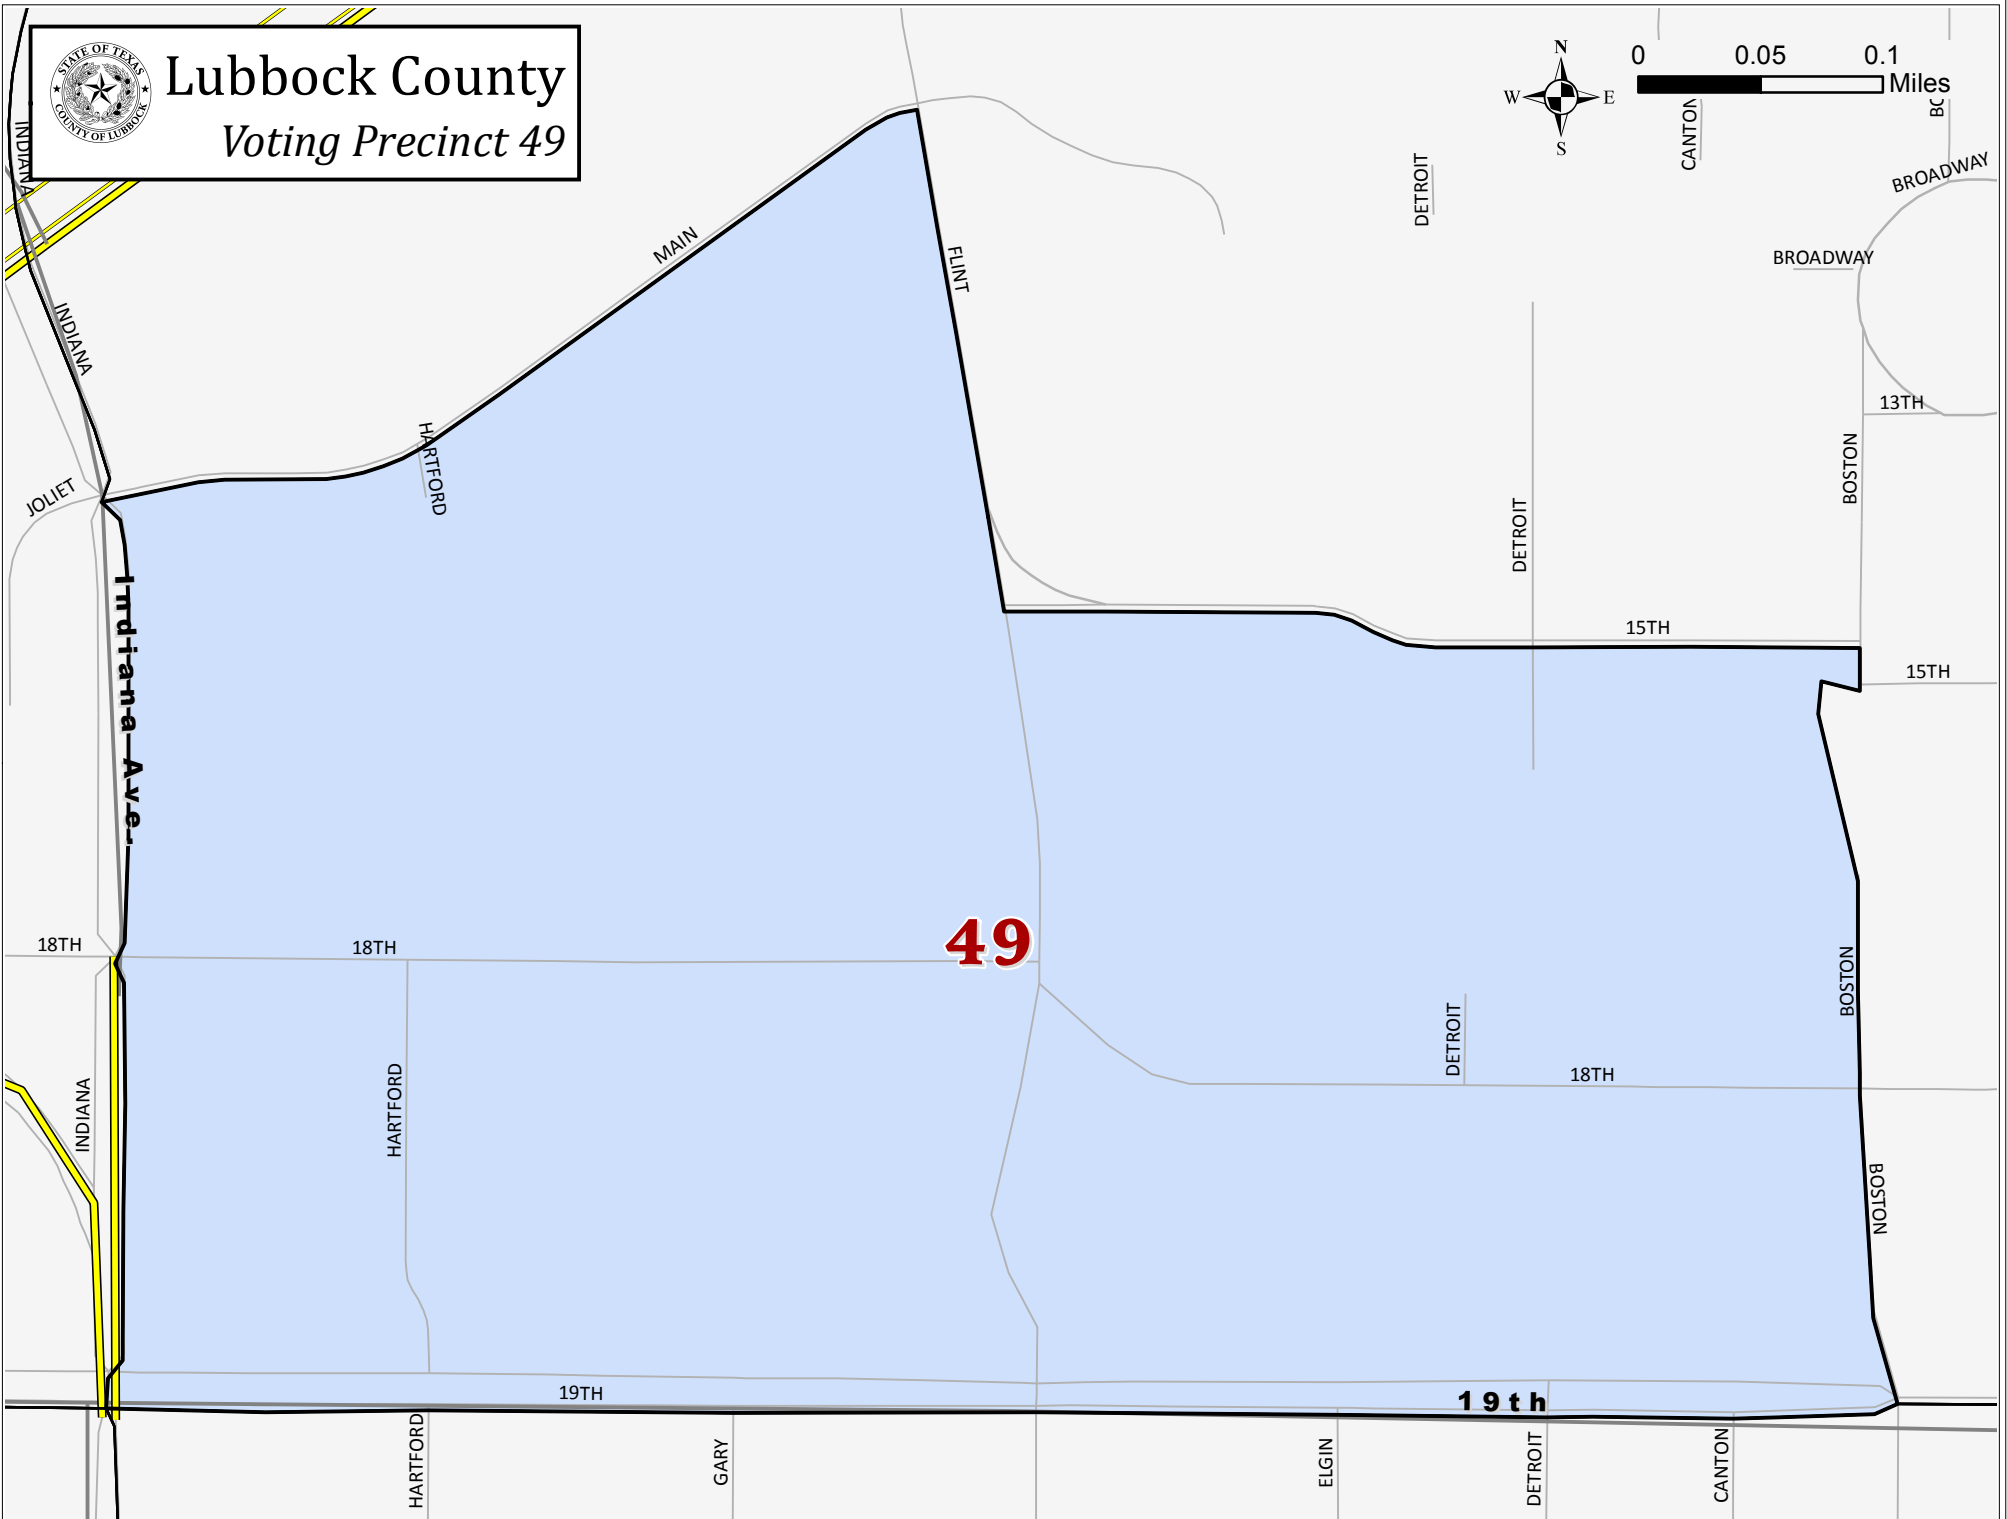 STATE OF TEXAS
COUNTY OF LUBBOCK
Lubbock County
Voting Precinct 49
N
W E
S
0 0.05 0.1
Miles
INDIANA
CANTON
BROADWAY
DETROIT
MAIN
FLINT
BROADWAY
INDIANA
13TH
HARTFORD
BOSTON
JOLIET
DETROIT
Indiana Ave.
15TH
15TH
49
18TH
18TH
BOSTON
DETROIT
18TH
HARTFORD
INDIANA
BOSTON
19TH
19th
HARTFORD
GARY
ELGIN
DETROIT
CANTON